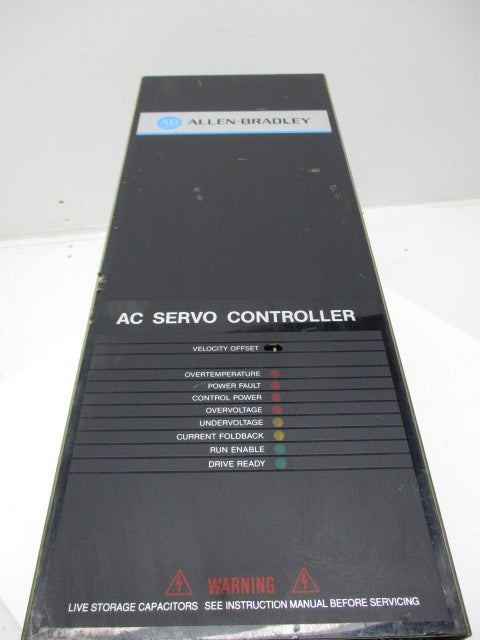 AB ALLEN-BRADLEY
AC SERVO CONTROLLER
VELOCITY OFFSET
OVERTEMPERATURE
POWER FAULT
CONTROL POWER
OVERVOLTAGE
UNDERVOLTAGE
CURRENT FOLDBACK
RUN ENABLE
DRIVE READY
WARNING
LIVE STORAGE CAPACITORS SEE INSTRUCTION MANUAL BEFORE SERVICING